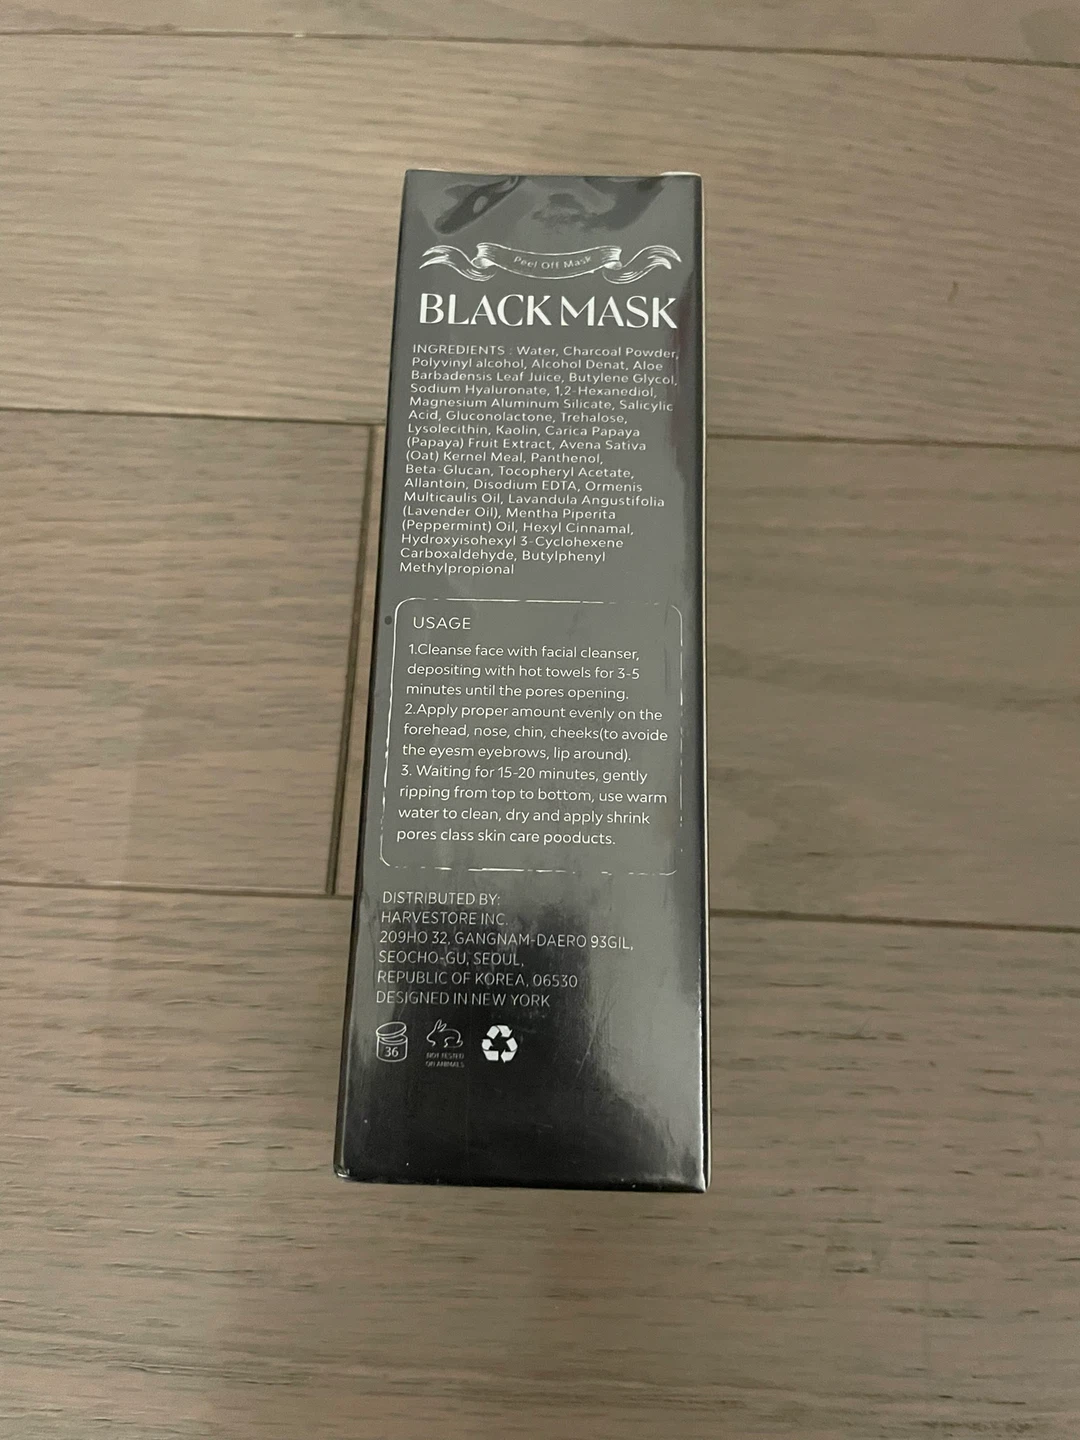 Peel Off Mask
BLACK MASK
INGREDIENTS : Water, Charcoal Powder,
Polyvinyl alcohol, Alcohol Denat, Aloe
Barbadensis Leaf Juice, Butylene Glycol,
Sodium Hyaluronate, 1,2-Hexanediol,
Magnesium Aluminum Silicate, Salicylic
Acid, Gluconolactone, Trehalose,
Lysolecithin, Kaolin, Carica Papaya
(Papaya) Fruit Extract, Avena Sativa
(Oat) Kernel Meal, Panthenol,
Beta-Glucan, Tocopheryl Acetate,
Allantoin, Disodium EDTA, Ormenis
Multicaulis Oil, Lavandula Angustifolia
(Lavender Oil), Mentha Piperita
(Peppermint) Oil, Hexyl Cinnamal,
Hydroxyisohexyl 3-Cyclohexene
Carboxaldehyde, Butylphenyl
Methylpropional
USAGE
1.Cleanse face with facial cleanser,
depositing with hot towels for 3-5
minutes until the pores opening.
2.Apply proper amount evenly on the
forehead, nose, chin, cheeks(to avoide
the eyesm eyebrows, lip around).
3. Waiting for 15-20 minutes, gently
ripping from top to bottom, use warm
water to clean, dry and apply shrink
pores class skin care pooducts.
DISTRIBUTED BY:
HARVESTORE INC.
209HO 32, GANGNAM-DAERO 93GIL,
SEOCHO-GU, SEOUL,
REPUBLIC OF KOREA, 06530
DESIGNED IN NEW YORK
36
NOT TESTED
ON ANIMALS